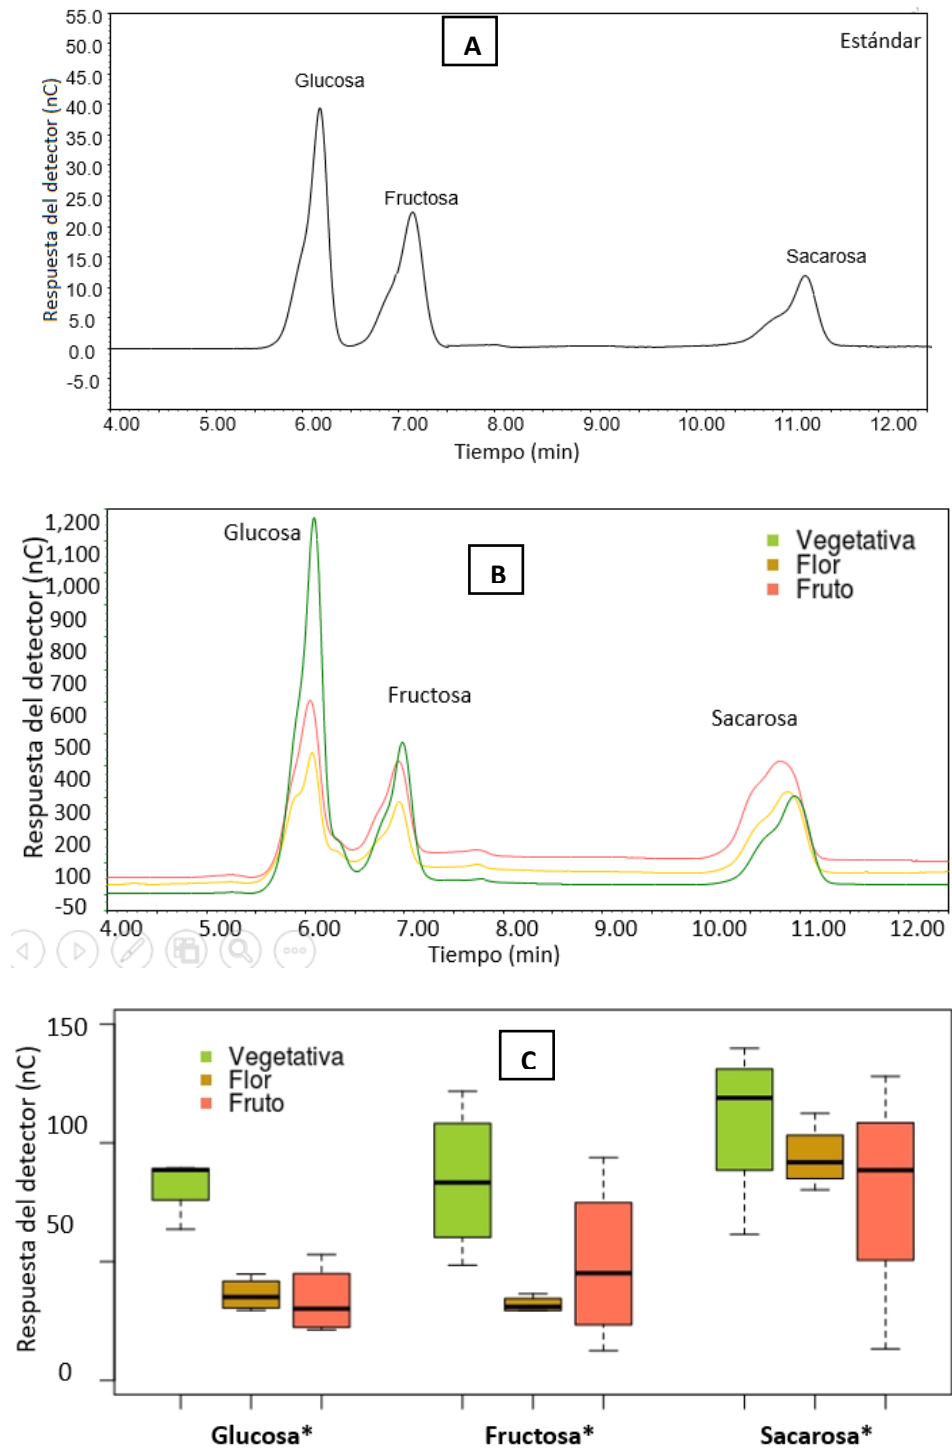 A
Estándar
Glucosa
Fructosa
Sacarosa
Respuesta del detector (nC)
55.0
50.0
45.0
40.0
35.0
30.0
25.0
20.0
15.0
10.0
5.0
0.0
-5.0
4.00 5.00 6.00 7.00 8.00 9.00 10.00 11.00 12.00
Tiempo (min)
B
Glucosa
Fructosa
Sacarosa
Vegetativa
Flor
Fruto
Respuesta del detector (nC)
1,200
1,100
1,000
900
800
700
600
500
400
300
200
100
-50
4.00 5.00 6.00 7.00 8.00 9.00 10.00 11.00 12.00
Tiempo (min)
C
Vegetativa
Flor
Fruto
Respuesta del detector (nC)
150
100
50
0
Glucosa* Fructosa* Sacarosa*